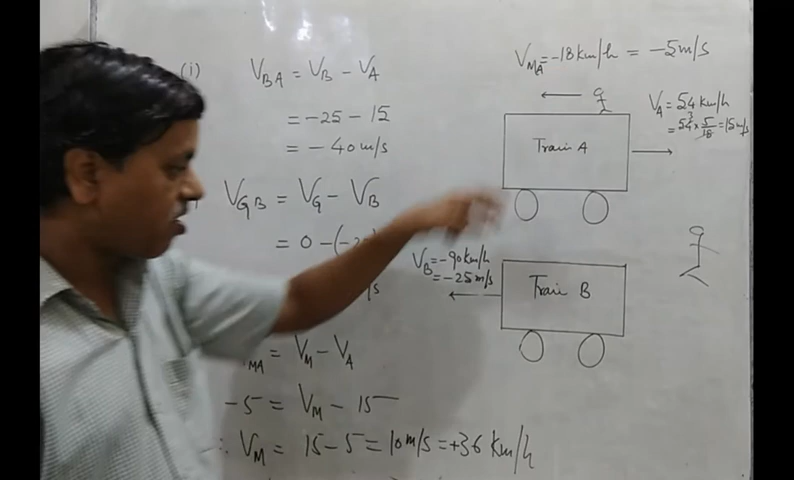 (i) V_BA = V_B - V_A
= -25 - 15
= - 40 m/s
V_GB = V_G - V_B
= 0 - (-25)
MA = V_M - V_A
-5 = V_M - 15
∴ V_M = 15 - 5 = 10 m/s = +36 Km/h
V_MA = -18 Km/h = -5 m/s
V_A = 54 Km/h
= 54 × 5/18 = 15 m/s
Train A
V_B = -90 Km/h
= -25 m/s
Train B